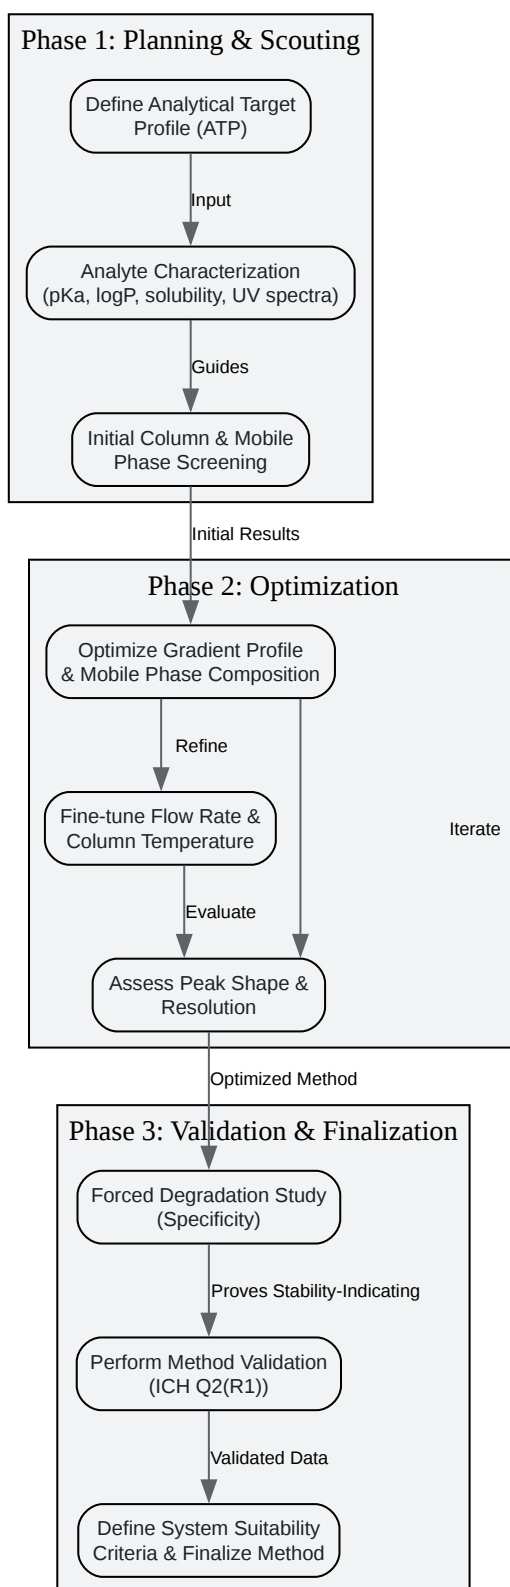 Phase 1: Planning & Scouting
Define Analytical Target
Profile (ATP)
Input
Analyte Characterization
(pKa, logP, solubility, UV spectra)
Guides
Initial Column & Mobile
Phase Screening
Initial Results
Phase 2: Optimization
Optimize Gradient Profile
& Mobile Phase Composition
Refine
Fine-tune Flow Rate &
Column Temperature
Iterate
Evaluate
Assess Peak Shape &
Resolution
Optimized Method
Phase 3: Validation & Finalization
Forced Degradation Study
(Specificity)
Proves Stability-Indicating
Perform Method Validation
(ICH Q2(R1))
Validated Data
Define System Suitability
Criteria & Finalize Method